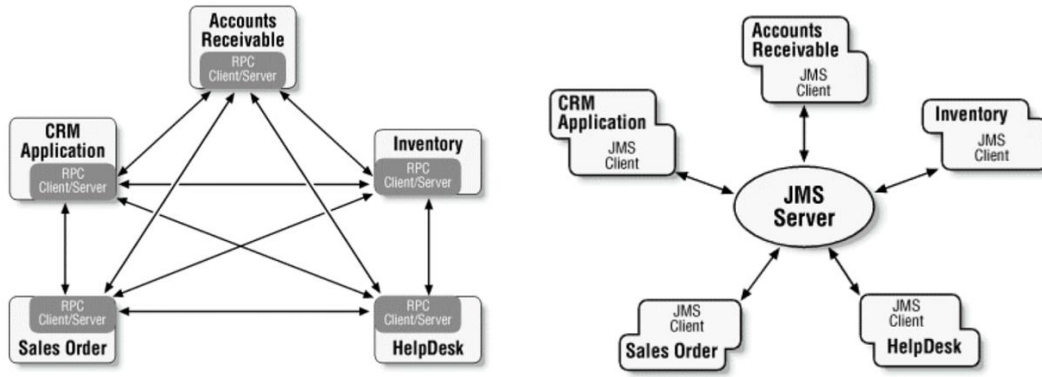 Accounts
Receivable
RPC
Client/Server
CRM
Application
RPC
Client/Server
Inventory
RPC
Client/Server
RPC
Client/Server
Sales Order
RPC
Client/Server
HelpDesk
Accounts
Receivable
JMS
Client
CRM
Application
JMS
Client
Inventory
JMS
Client
JMS
Server
JMS
Client
Sales Order
JMS
Client
HelpDesk